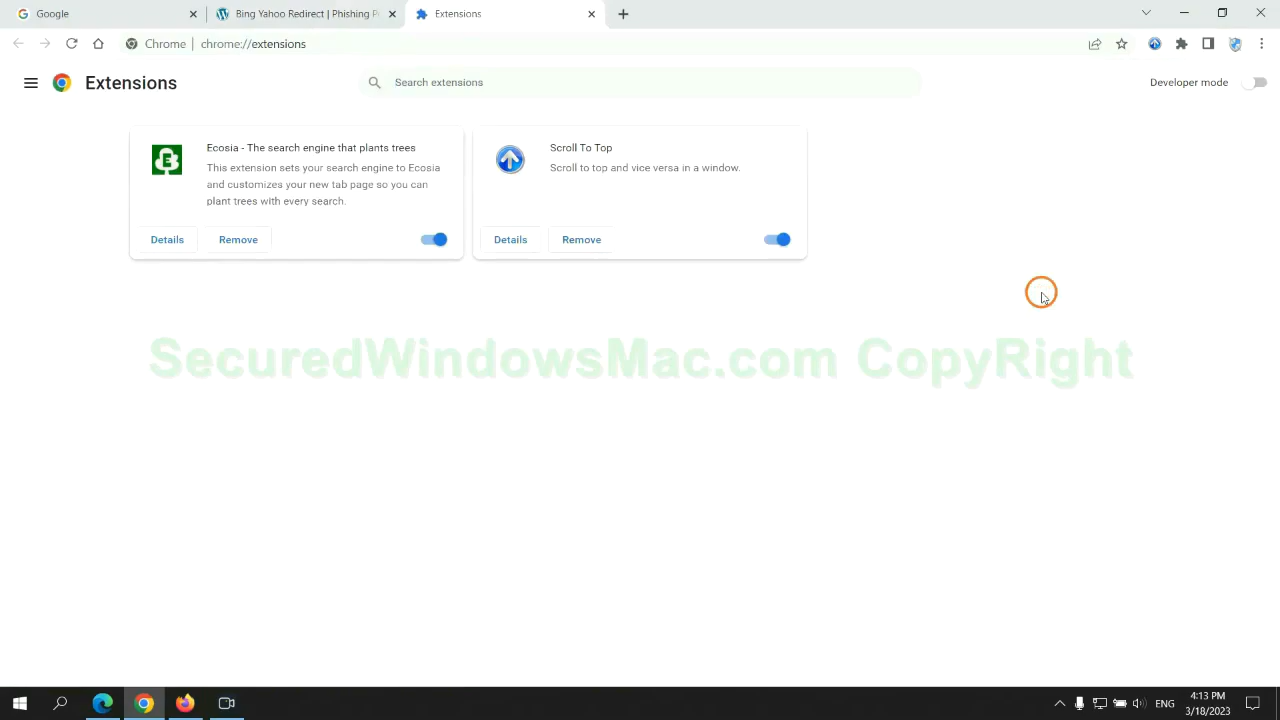 Google
Bing Yahoo Redirect | Phishing P
Extensions
Chrome | chrome://extensions
Extensions
Search extensions
Developer mode
Ecosia - The search engine that plants trees
This extension sets your search engine to Ecosia
and customizes your new tab page so you can
plant trees with every search.
Details
Remove
Scroll To Top
Scroll to top and vice versa in a window.
Details
Remove
SecuredWindowsMac.com CopyRight
ENG
4:13 PM
3/18/2023